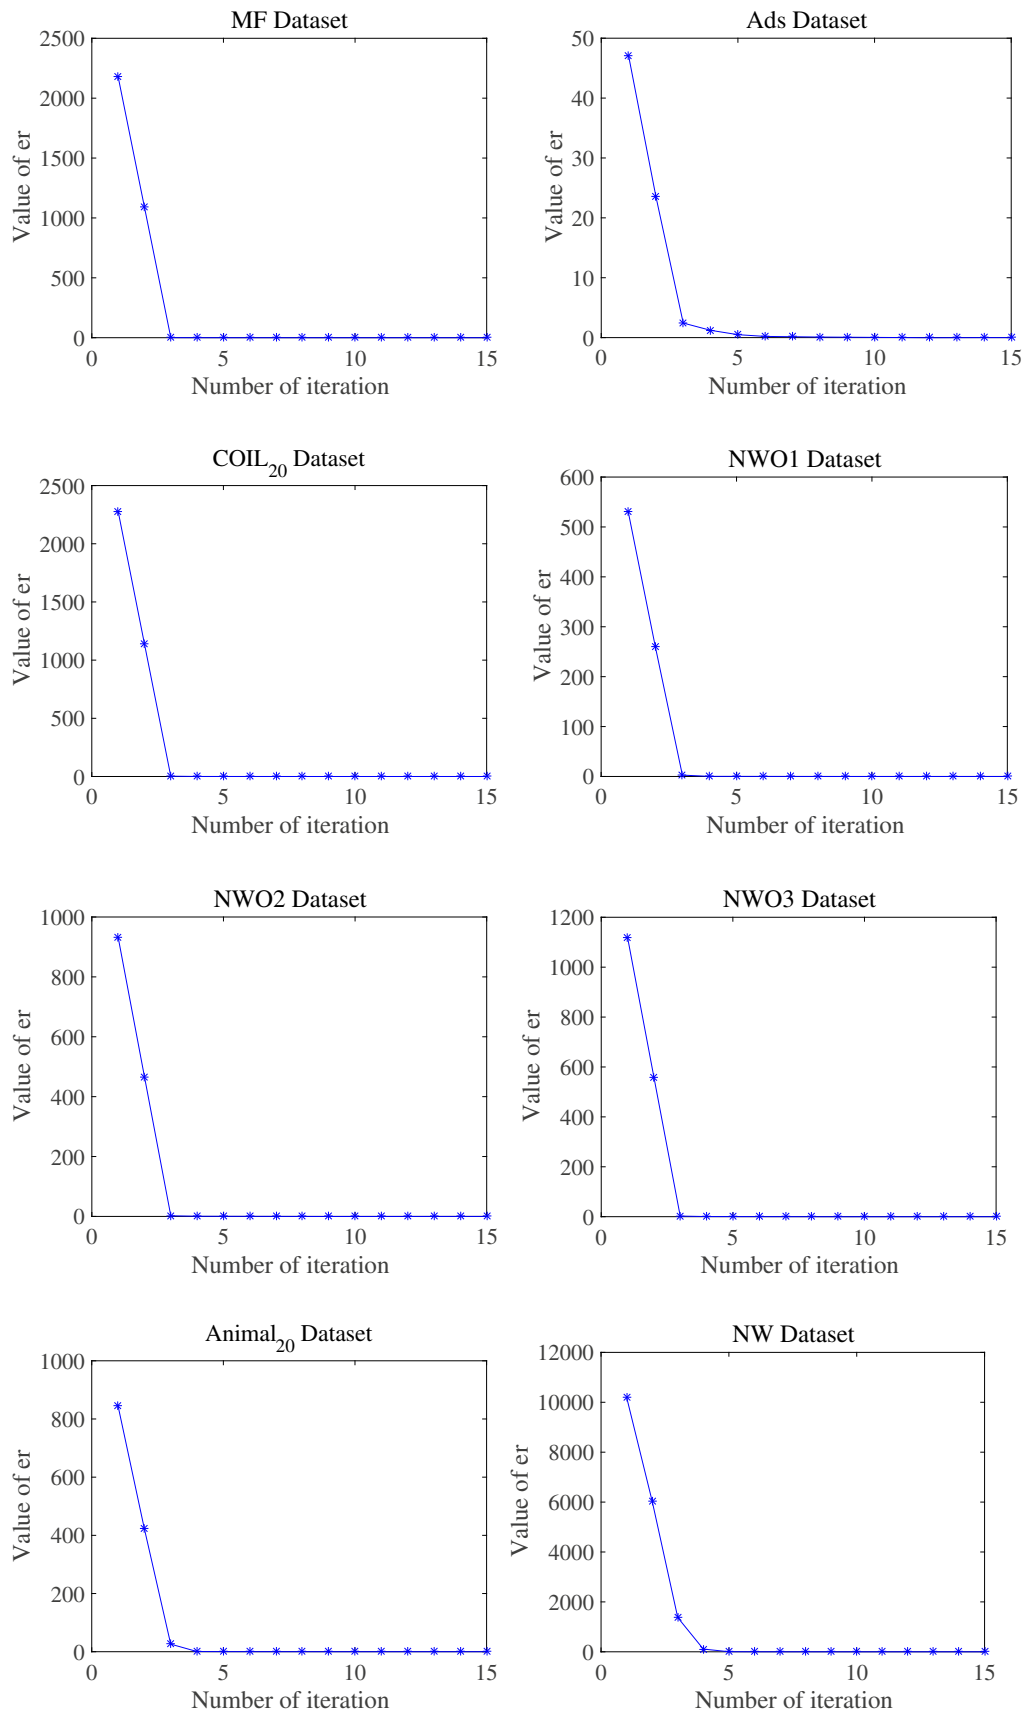 MF Dataset
2500
2000
1500
1000
500
0
Value of er
0 5 10 15
Number of iteration
Ads Dataset
50
40
30
20
10
0
Value of er
0 5 10 15
Number of iteration
COIL20 Dataset
2500
2000
1500
1000
500
0
Value of er
0 5 10 15
Number of iteration
NWO1 Dataset
600
500
400
300
200
100
0
Value of er
0 5 10 15
Number of iteration
NWO2 Dataset
1000
800
600
400
200
0
Value of er
0 5 10 15
Number of iteration
NWO3 Dataset
1200
1000
800
600
400
200
0
Value of er
0 5 10 15
Number of iteration
Animal20 Dataset
1000
800
600
400
200
0
Value of er
0 5 10 15
Number of iteration
NW Dataset
12000
10000
8000
6000
4000
2000
0
Value of er
0 5 10 15
Number of iteration